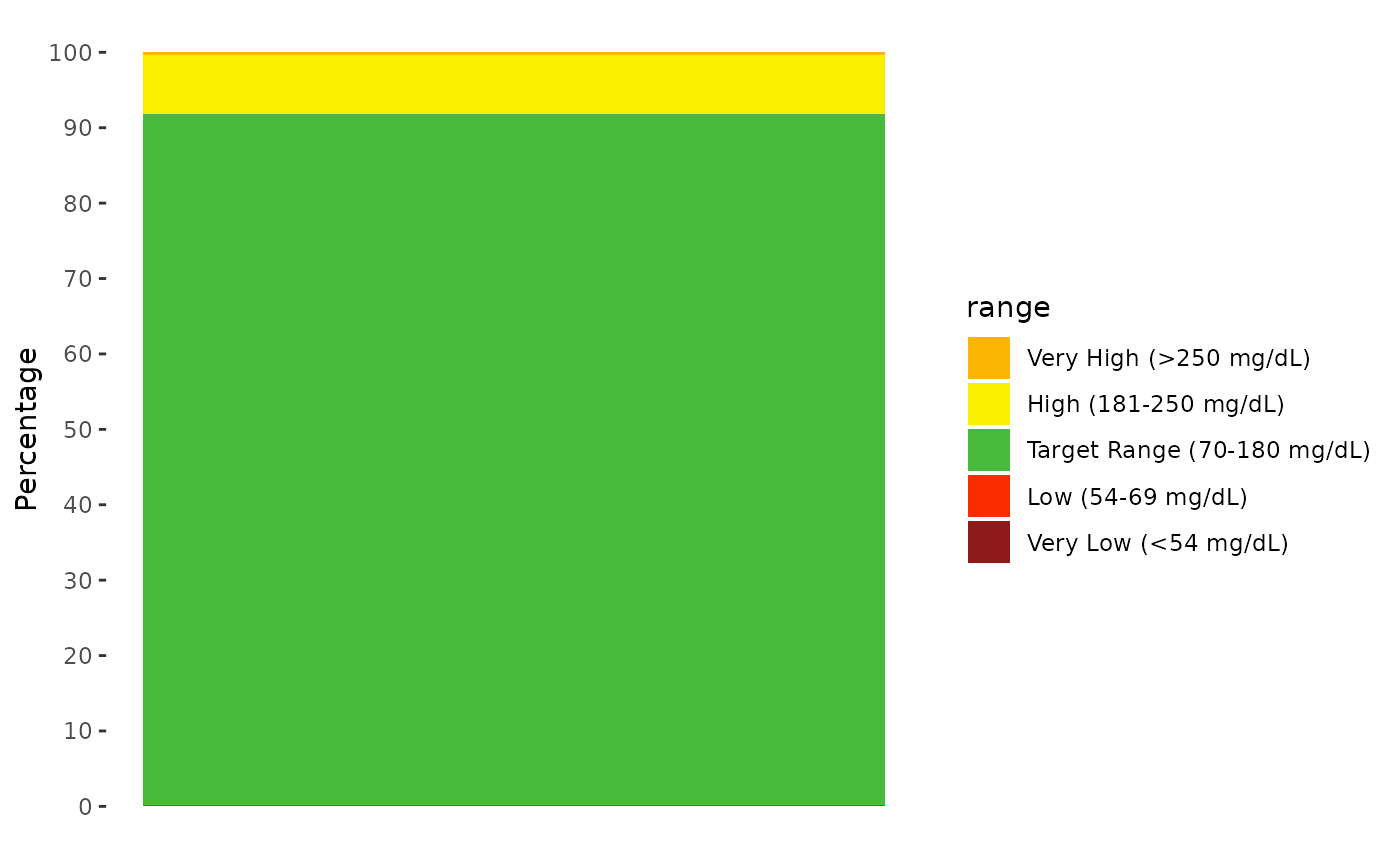 100
90
80
70
60
50
40
30
20
10
0
Percentage
range
Very High (>250 mg/dL)
High (181-250 mg/dL)
Target Range (70-180 mg/dL)
Low (54-69 mg/dL)
Very Low (<54 mg/dL)